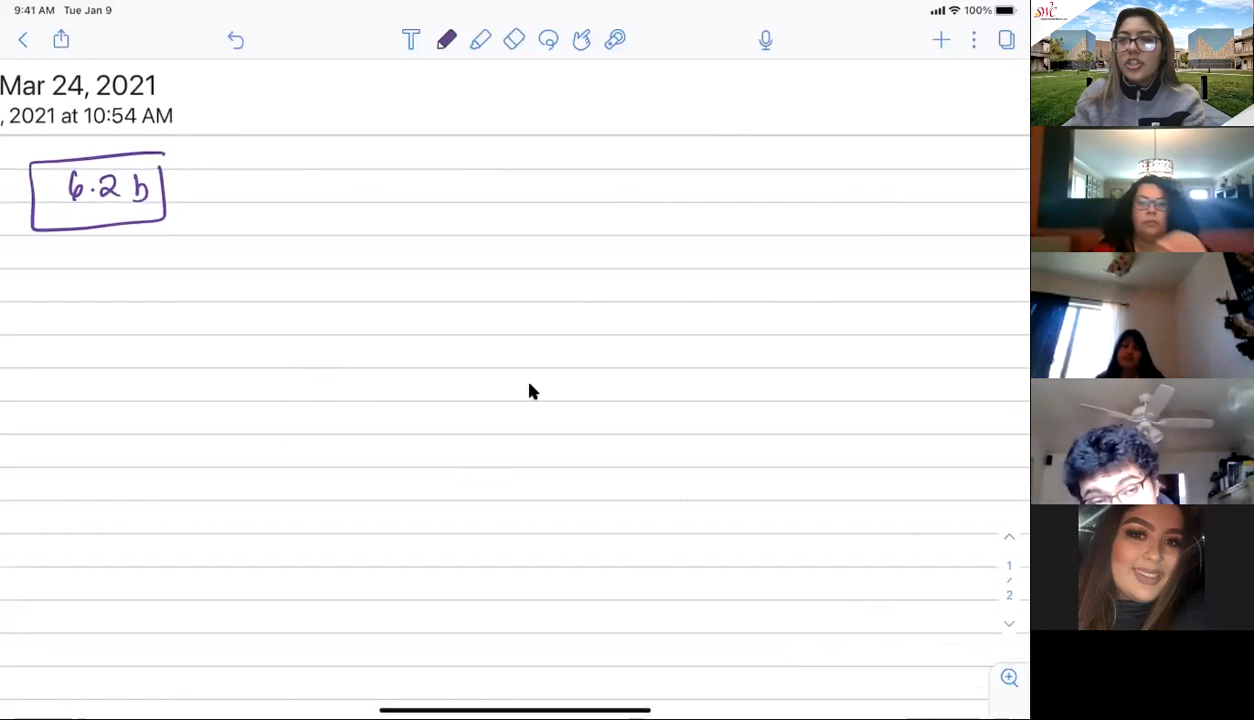 9:41 AM Tue Jan 9
100%
SWC
T
Mar 24, 2021
, 2021 at 10:54 AM
6.2 b
1
2